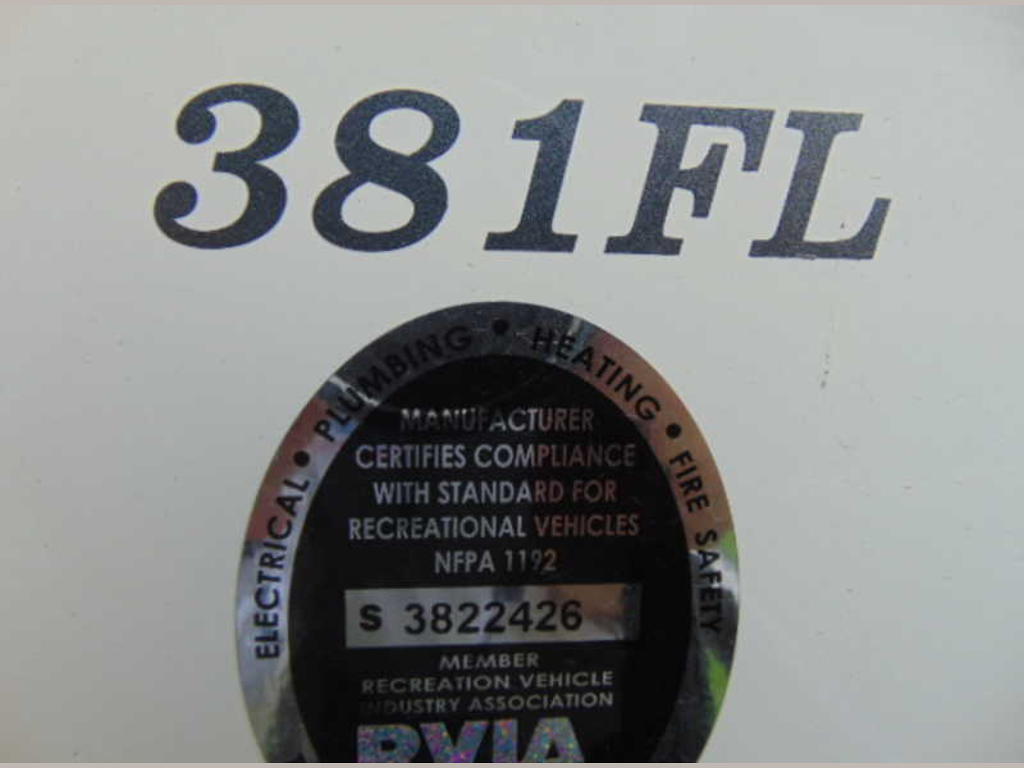 381FL
ELECTRICAL • PLUMBING • HEATING • FIRE SAFETY
MANUFACTURER
CERTIFIES COMPLIANCE
WITH STANDARD FOR
RECREATIONAL VEHICLES
NFPA 1192
S 3822426
MEMBER
RECREATION VEHICLE
INDUSTRY ASSOCIATION
RVIA